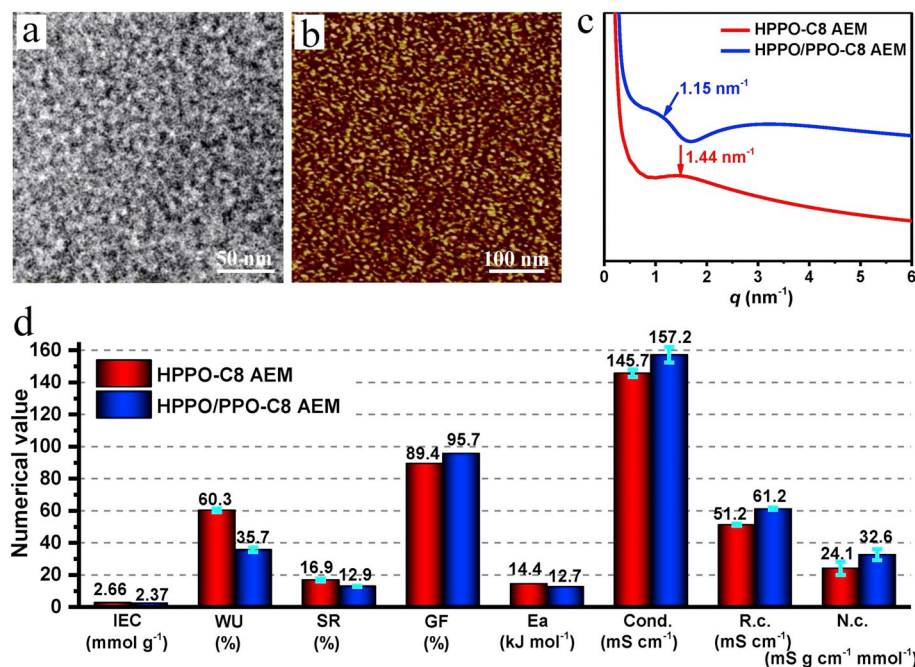 a
50 nm
b
100 nm
c
HPPO-C8 AEM
HPPO/PPO-C8 AEM
1.15 nm⁻¹
1.44 nm⁻¹
0 1 2 3 4 5 6
q (nm⁻¹)
d
Numerical value
160
140
120
100
80
60
40
20
0
HPPO-C8 AEM
HPPO/PPO-C8 AEM
2.66 2.37
60.3 35.7
16.9 12.9
89.4 95.7
14.4 12.7
145.7 157.2
51.2 61.2
24.1 32.6
IEC WU SR GF Ea Cond. R.c. N.c.
(mmol g⁻¹) (%) (%) (%) (kJ mol⁻¹) (mS cm⁻¹) (mS cm⁻¹) (mS g cm⁻¹ mmol⁻¹)